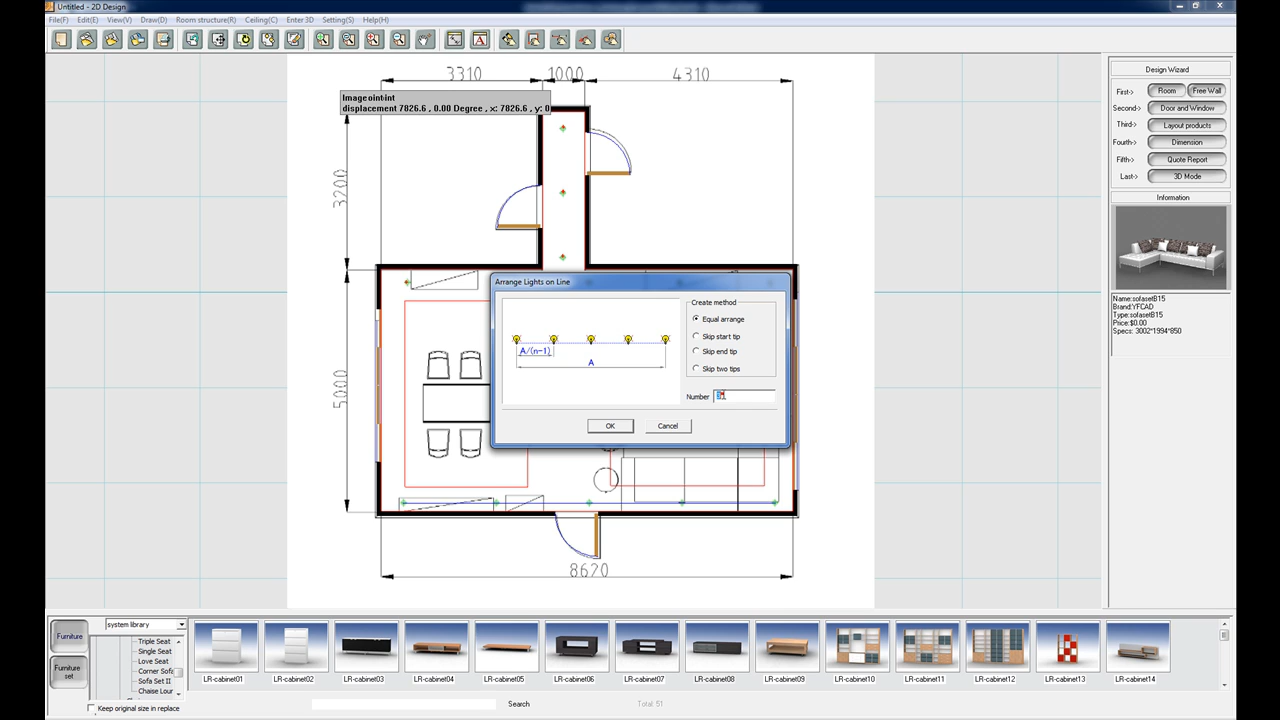 Untitled - 2D Design
File(F) Edit(E) View(V) Draw(D) Room structure(R) Ceiling(C) Enter 3D Setting(S) Help(H)
3310 1000 4310
Imageoint-int
displacement 7826.6 , 0.00 Degree , x: 7826.6 , y: 0
3200
5000
8620
Arrange Lights on Line
A/(n-1)
A
Create method
Equal arrange
Skip start tip
Skip end tip
Skip two tips
Number
OK Cancel
Design Wizard
First-> Room Free Wall
Second-> Door and Window
Third-> Layout products
Fourth-> Dimension
Fifth-> Quote Report
Last-> 3D Mode
Information
Name:sofasetB15
Brand:YFCAD
Type:sofasetB15
Price:$0.00
Specs: 3002*1994*850
Furniture
Furniture set
system library
Triple Seat
Single Seat
Love Seat
Corner Sofa
Sofa Set II
Chaise Lour
Keep original size in replace
LR-cabinet01 LR-cabinet02 LR-cabinet03 LR-cabinet04 LR-cabinet05 LR-cabinet06 LR-cabinet07 LR-cabinet08 LR-cabinet09 LR-cabinet10 LR-cabinet11 LR-cabinet12 LR-cabinet13 LR-cabinet14
Search
Total: 51